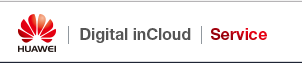 HUAWEI
Digital inCloud | Service